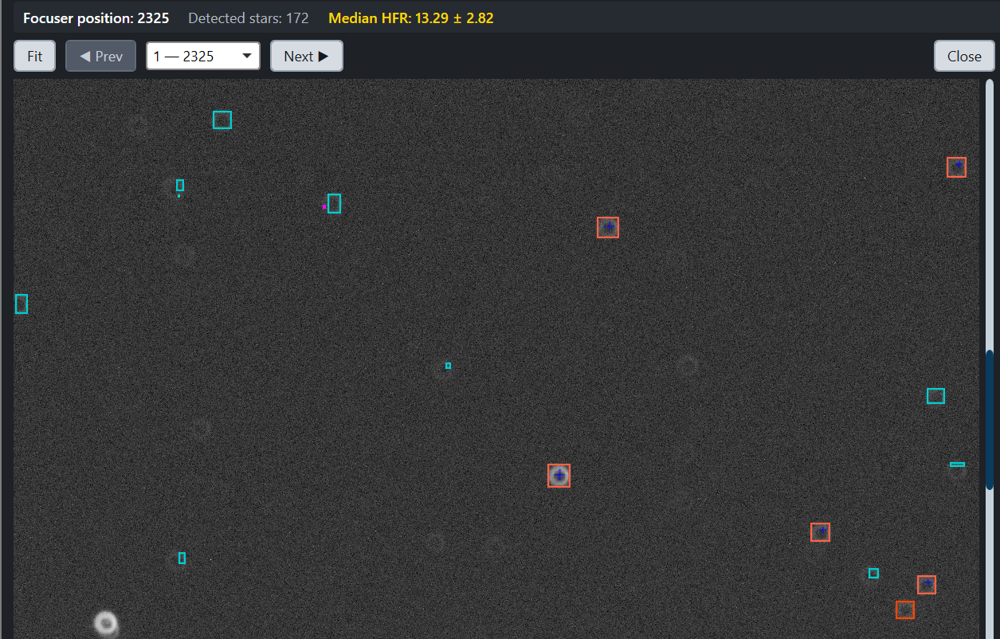 Focuser position: 2325 Detected stars: 172 Median HFR: 13.29 ± 2.82
Fit ◀ Prev 1 — 2325 Next ▶ Close